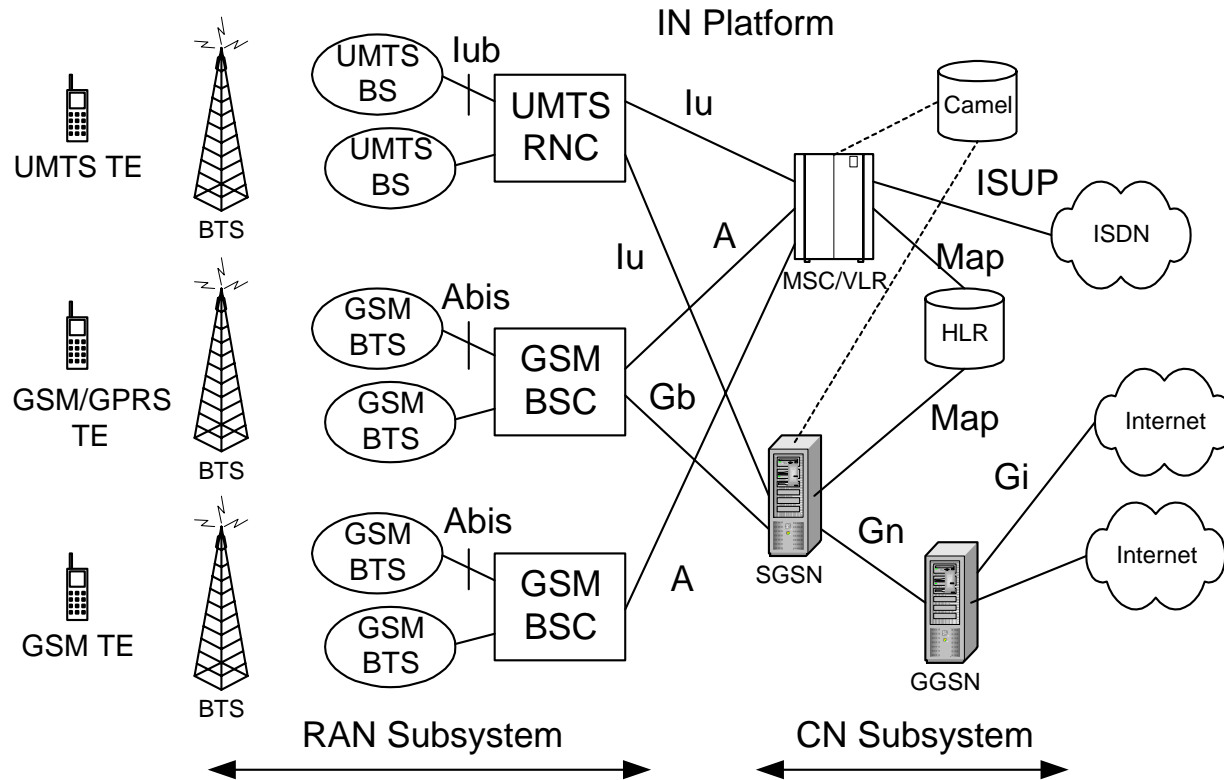 IN Platform
UMTS
BS
Iub
UMTS
RNC
UMTS
BS
Iu
Camel
UMTS TE
BTS
MSC/VLR
ISUP
ISDN
Iu
A
Map
GSM
BTS
Abis
GSM
BSC
GSM
BTS
GSM/GPRS
TE
BTS
Gb
HLR
Map
Internet
Gi
Internet
GSM
BTS
Abis
GSM
BSC
GSM
BTS
A
SGSN
Gn
GGSN
GSM TE
BTS
RAN Subsystem
CN Subsystem